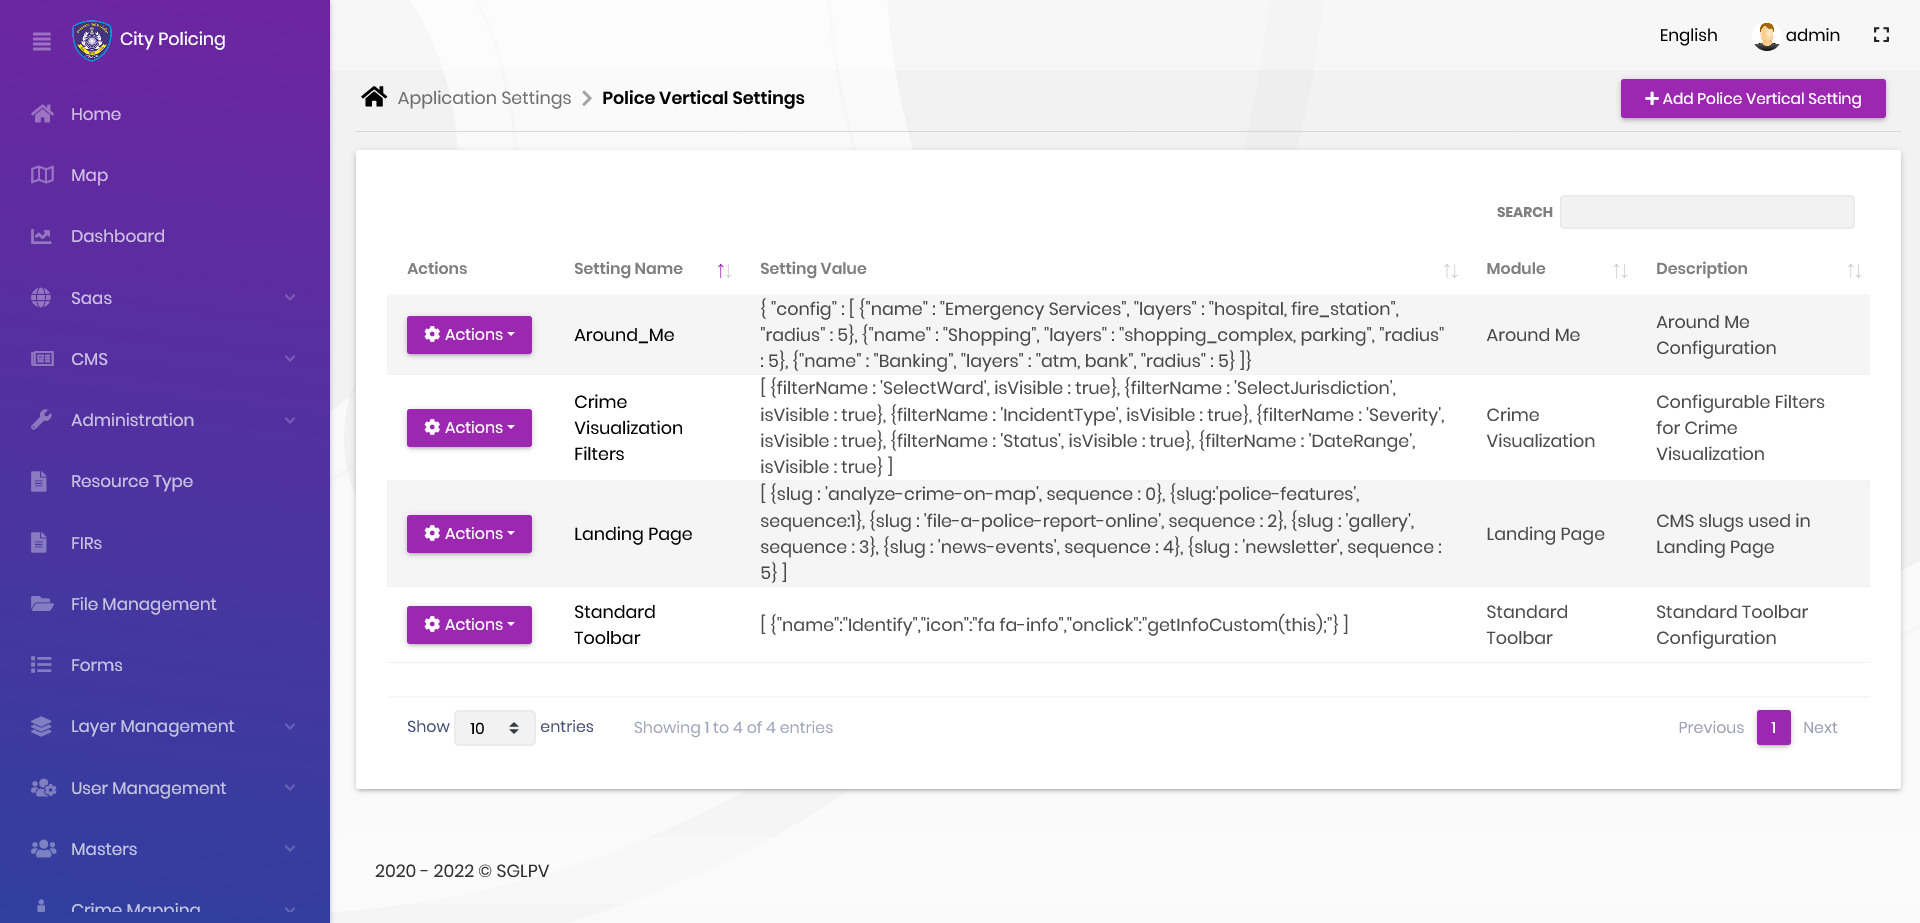 City Policing
English
admin
Home
Map
Dashboard
Saas
CMS
Administration
Resource Type
FIRs
File Management
Forms
Layer Management
User Management
Masters
Crime Mapping
Application Settings
Police Vertical Settings
Add Police Vertical Setting
SEARCH
Actions
Setting Name
Setting Value
Module
Description
Actions
Around_Me
{ "config" : [ {"name" : "Emergency Services", "layers" : "hospital, fire_station",
"radius" : 5}, {"name" : "Shopping", "layers" : "shopping_complex, parking", "radius"
: 5}, {"name" : "Banking", "layers" : "atm, bank", "radius" : 5} ]}
Around Me
Around Me
Configuration
Actions
Crime
Visualization
Filters
[ {filterName : 'SelectWard', isVisible : true}, {filterName : 'SelectJurisdiction',
isVisible : true}, {filterName : 'IncidentType', isVisible : true}, {filterName : 'Severity',
isVisible : true}, {filterName : 'Status', isVisible : true}, {filterName : 'DateRange',
isVisible : true} ]
Crime
Visualization
Configurable Filters
for Crime
Visualization
Actions
Landing Page
[ {slug : 'analyze-crime-on-map', sequence : 0}, {slug:'police-features',
sequence:1}, {slug : 'file-a-police-report-online', sequence : 2}, {slug : 'gallery',
sequence : 3}, {slug : 'news-events', sequence : 4}, {slug : 'newsletter', sequence :
5} ]
Landing Page
CMS slugs used in
Landing Page
Actions
Standard
Toolbar
[ {"name":"Identify","icon":"fa fa-info","onclick":"getInfoCustom(this);"} ]
Standard
Toolbar
Standard Toolbar
Configuration
Show 10 entries
Showing 1 to 4 of 4 entries
Previous 1 Next
2020 - 2022 © SGLPV